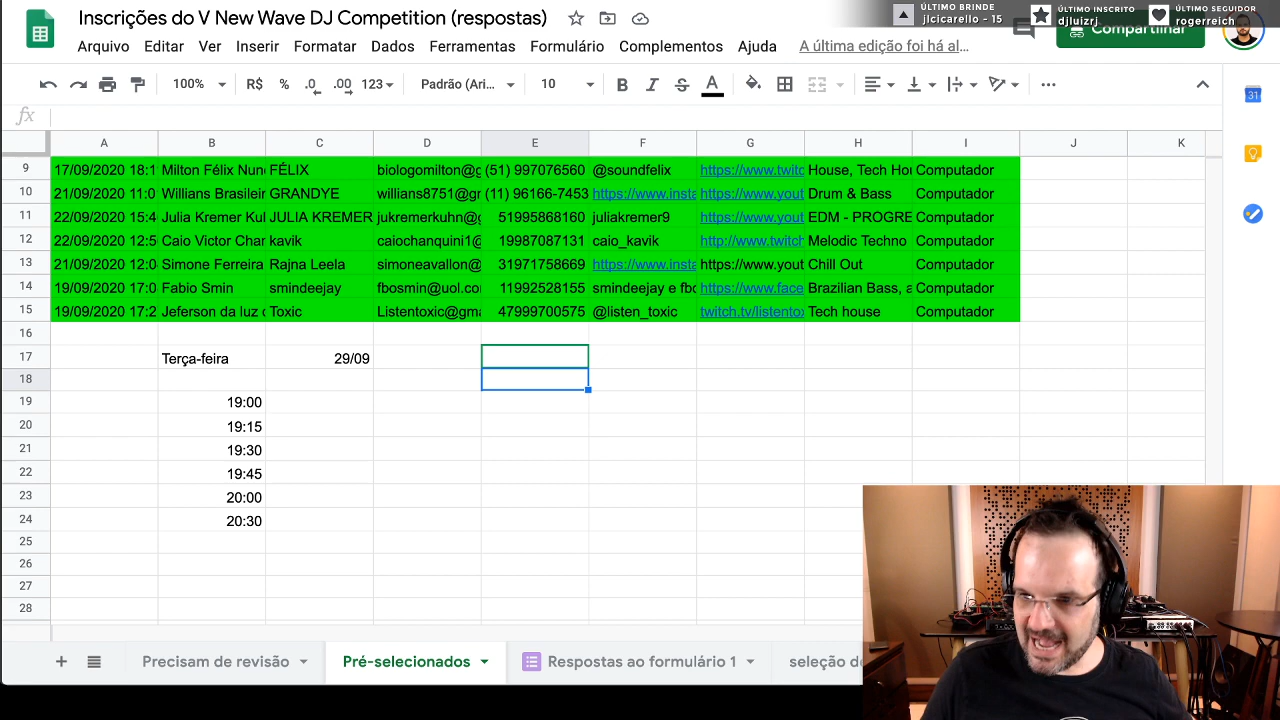 Inscrições do V New Wave DJ Competition (respostas)
ÚLTIMO BRINDE
jlcicarello - 15
ÚLTIMO INSCRITO
djluizrj
ÚLTIMO SEGUIDOR
rogerreich
Arquivo Editar Ver Inserir Formatar Dados Ferramentas Formulário Complementos Ajuda A última edição foi há al... Compartilhar
100% R$ % .0 .00 123 Padrão (Ari... 10 B I S A
fx
31
A B C D E F G H I J K
9 17/09/2020 18:1 Milton Félix Nun FÉLIX biologomilton@g (51) 997076560 @soundfelix https://www.twitc House, Tech Hou Computador
10 21/09/2020 11:0 Willians Brasileir GRANDYE willians8751@gr (11) 96166-7453 https://www.insta https://www.yout Drum & Bass Computador
11 22/09/2020 15:4 Julia Kremer Kul JULIA KREMER jukremerkuhn@g 51995868160 juliakremer9 https://www.yout EDM - PROGRE Computador
12 22/09/2020 12:5 Caio Victor Char kavik caiochanquini1@ 19987087131 caio_kavik http://www.twitch Melodic Techno Computador
13 21/09/2020 12:0 Simone Ferreira Rajna Leela simoneavallon@ 31971758669 https://www.insta https://www.yout Chill Out Computador
14 19/09/2020 17:0 Fabio Smin smindeejay fbosmin@uol.co 11992528155 smindeejay e fbc https://www.face Brazilian Bass, a Computador
15 19/09/2020 17:2 Jeferson da luz c Toxic Listentoxic@gma 47999700575 @listen_toxic twitch.tv/listento Tech house Computador
16
17 Terça-feira 29/09
18
19 19:00
20 19:15
21 19:30
22 19:45
23 20:00
24 20:30
25
26
27
28
+ Precisam de revisão Pré-selecionados Respostas ao formulário 1 seleção de